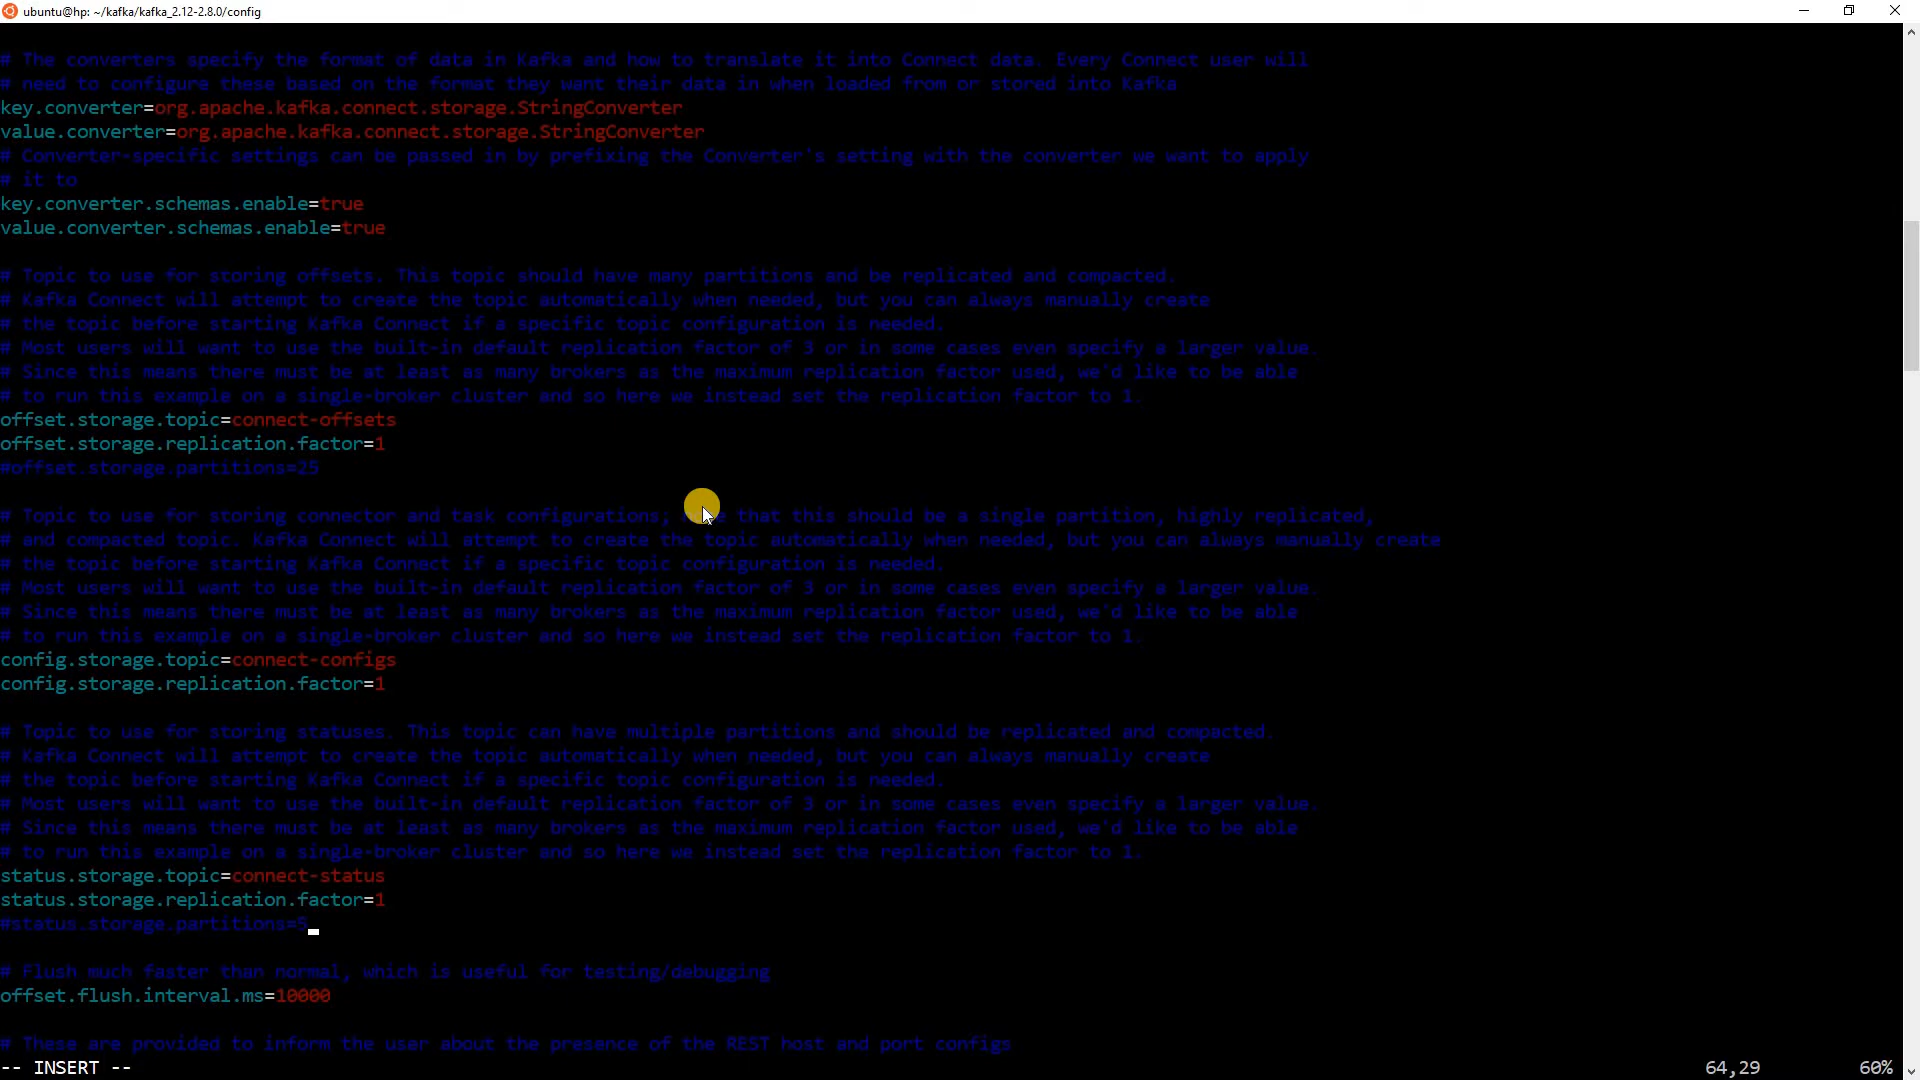 ubuntu@hp: ~/kafka/kafka_2.12-2.8.0/config
# The converters specify the format of data in Kafka and how to translate it into Connect data. Every Connect user will
# need to configure these based on the format they want their data in when loaded from or stored into Kafka
key.converter=org.apache.kafka.connect.storage.StringConverter
value.converter=org.apache.kafka.connect.storage.StringConverter
# Converter-specific settings can be passed in by prefixing the Converter's setting with the converter we want to apply
# it to
key.converter.schemas.enable=true
value.converter.schemas.enable=true
# Topic to use for storing offsets. This topic should have many partitions and be replicated and compacted.
# Kafka Connect will attempt to create the topic automatically when needed, but you can always manually create
# the topic before starting Kafka Connect if a specific topic configuration is needed.
# Most users will want to use the built-in default replication factor of 3 or in some cases even specify a larger value.
# Since this means there must be at least as many brokers as the maximum replication factor used, we'd like to be able
# to run this example on a single-broker cluster and so here we instead set the replication factor to 1.
offset.storage.topic=connect-offsets
offset.storage.replication.factor=1
#offset.storage.partitions=25
# Topic to use for storing connector and task configurations; that this should be a single partition, highly replicated,
# and compacted topic. Kafka Connect will attempt to create the topic automatically when needed, but you can always manually create
# the topic before starting Kafka Connect if a specific topic configuration is needed.
# Most users will want to use the built-in default replication factor of 3 or in some cases even specify a larger value.
# Since this means there must be at least as many brokers as the maximum replication factor used, we'd like to be able
# to run this example on a single-broker cluster and so here we instead set the replication factor to 1.
config.storage.topic=connect-configs
config.storage.replication.factor=1
# Topic to use for storing statuses. This topic can have multiple partitions and should be replicated and compacted.
# Kafka Connect will attempt to create the topic automatically when needed, but you can always manually create
# the topic before starting Kafka Connect if a specific topic configuration is needed.
# Most users will want to use the built-in default replication factor of 3 or in some cases even specify a larger value.
# Since this means there must be at least as many brokers as the maximum replication factor used, we'd like to be able
# to run this example on a single-broker cluster and so here we instead set the replication factor to 1.
status.storage.topic=connect-status
status.storage.replication.factor=1
#status.storage.partitions=5
# Flush much faster than normal, which is useful for testing/debugging
offset.flush.interval.ms=10000
# These are provided to inform the user about the presence of the REST host and port configs
-- INSERT -- 64,29 60%